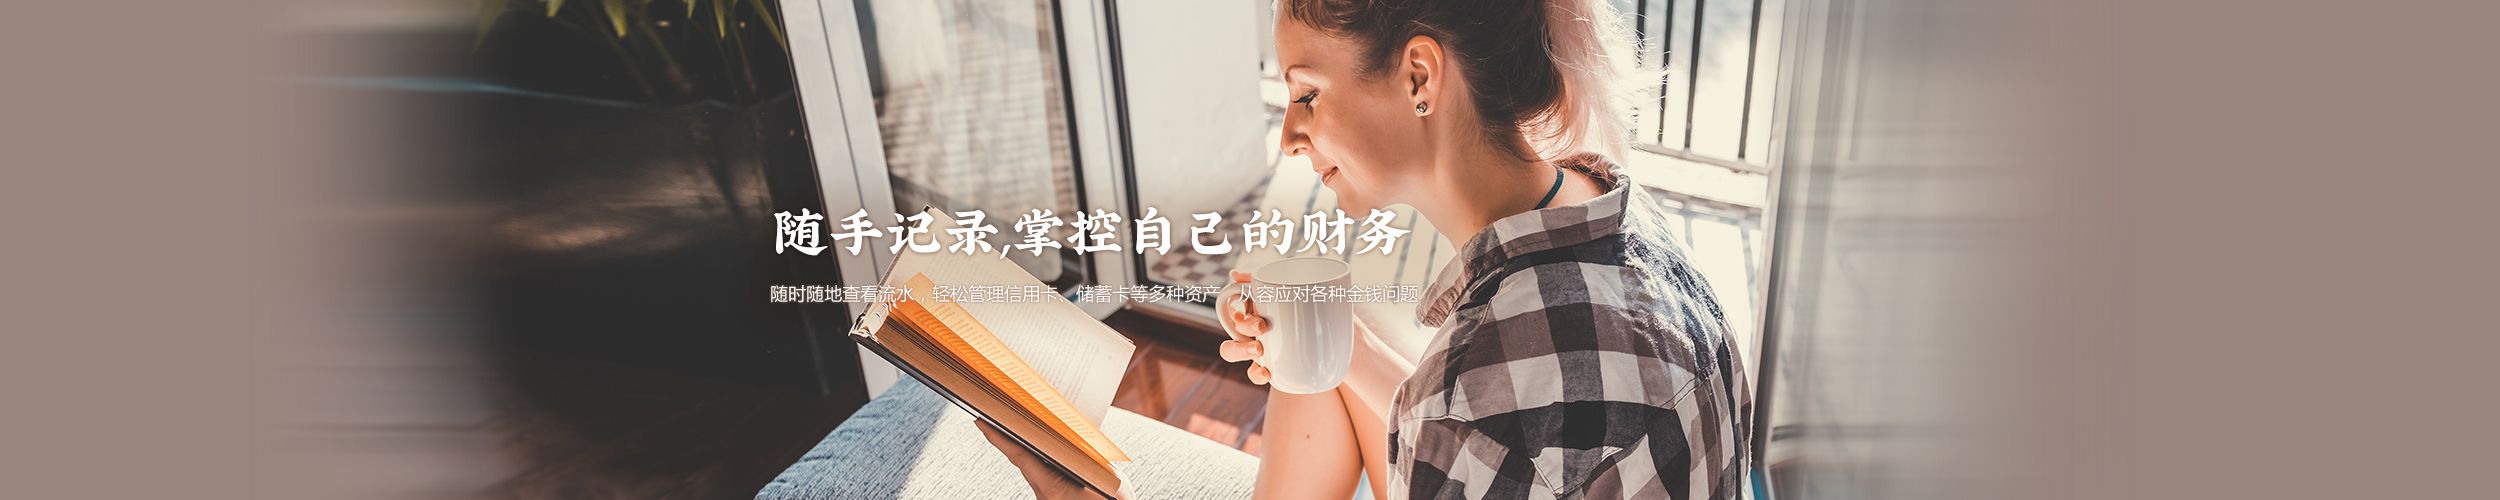 随手记录,掌控自己的财务
随时随地查看流水，轻松管理信用卡、储蓄卡等多种资产，从容应对各种金钱问题